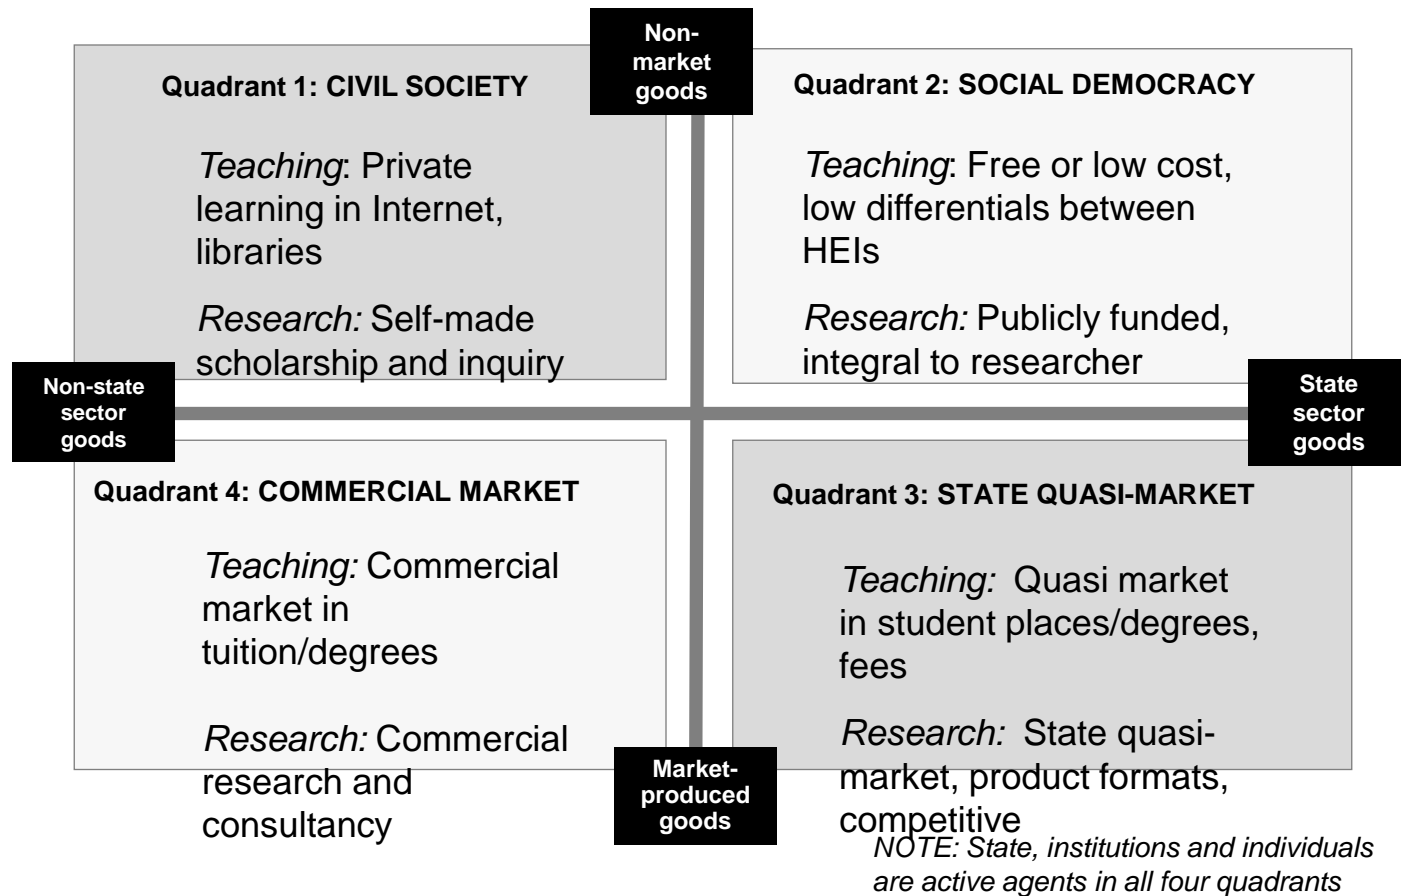 Non-
market
goods
Quadrant 1: CIVIL SOCIETY
Teaching: Private
learning in Internet,
libraries
Research: Self-made
scholarship and inquiry
Quadrant 2: SOCIAL DEMOCRACY
Teaching: Free or low cost,
low differentials between
HEIs
Research: Publicly funded,
integral to researcher
Non-state
sector
goods
State
sector
goods
Quadrant 4: COMMERCIAL MARKET
Teaching: Commercial
market in
tuition/degrees
Research: Commercial
research and
consultancy
Quadrant 3: STATE QUASI-MARKET
Teaching: Quasi market
in student places/degrees,
fees
Research: State quasi-
market, product formats,
competitive
Market-
produced
goods
NOTE: State, institutions and individuals
are active agents in all four quadrants